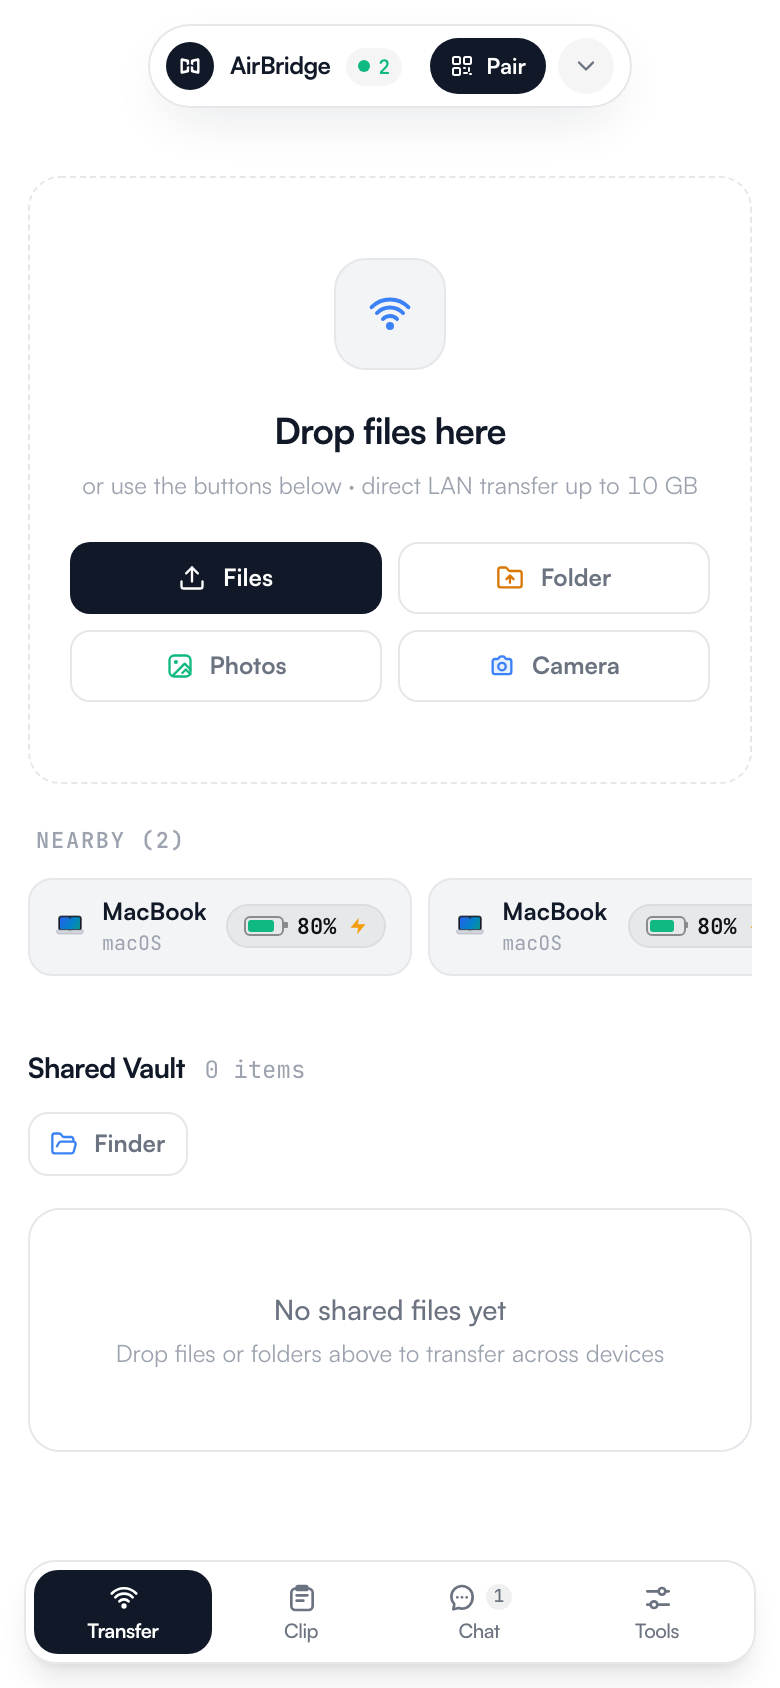 AirBridge 2 Pair
Drop files here
or use the buttons below · direct LAN transfer up to 10 GB
Files
Folder
Photos
Camera
NEARBY (2)
MacBook
macOS
80%
MacBook
macOS
80%
Shared Vault 0 items
Finder
No shared files yet
Drop files or folders above to transfer across devices
Transfer
Clip
1
Chat
Tools